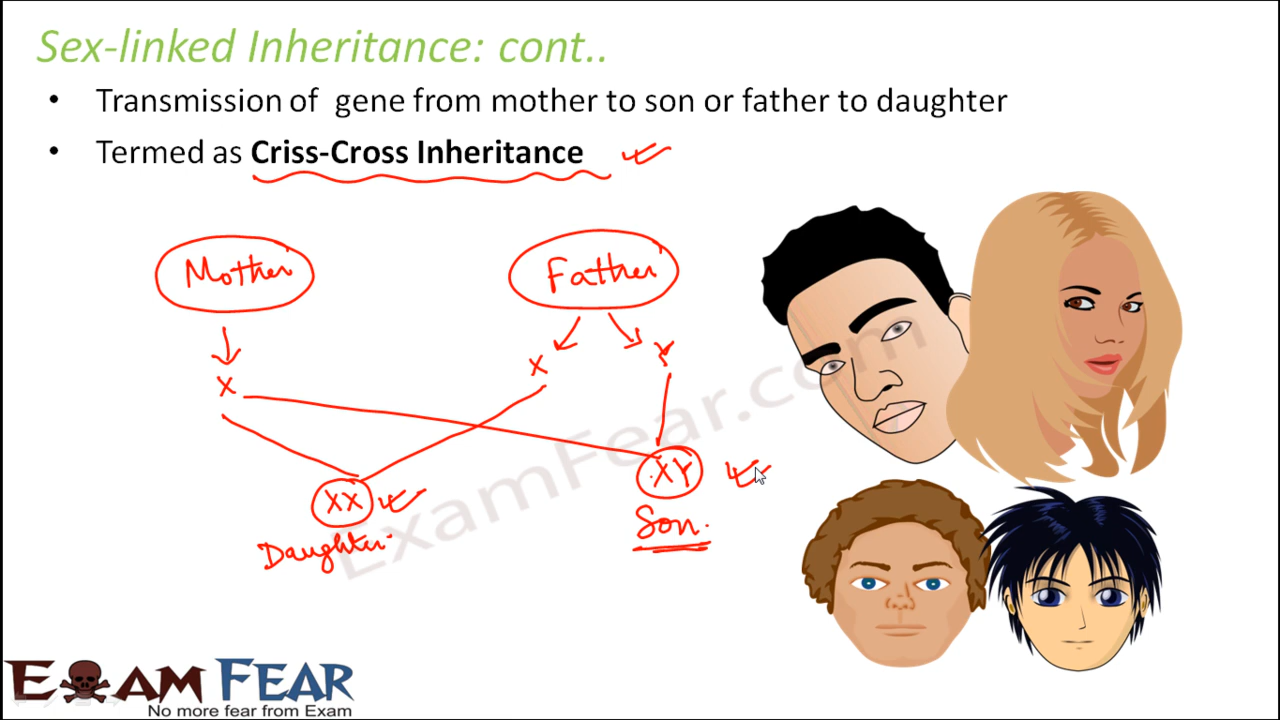 Sex-linked Inheritance: cont..
• Transmission of gene from mother to son or father to daughter
• Termed as Criss-Cross Inheritance
Mother Father
X X Y
XX XY
Daughter Son.
ExamFear.com
EXAM FEAR
No more fear from Exam